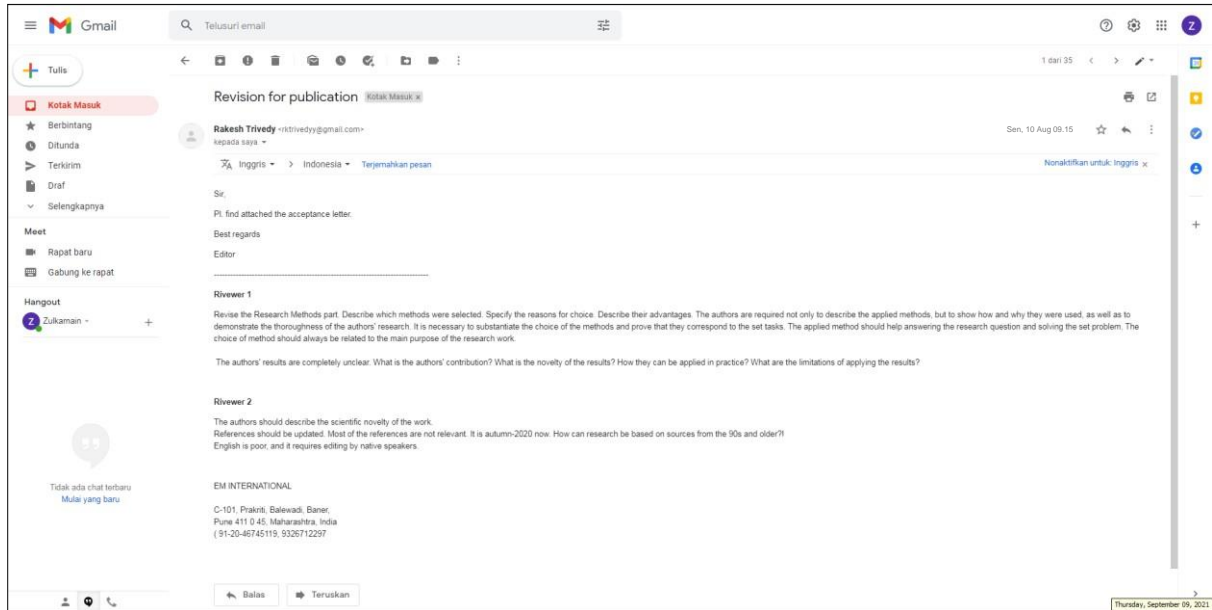 Gmail
Telusuri email
Z
Tulis
1 dari 35
Kotak Masuk
Berbintang
Ditunda
Terkirim
Draf
Selengkapnya
Meet
Rapat baru
Gabung ke rapat
Hangout
Z Zulkarnain
Tidak ada chat terbaru
Mulai yang baru
Revision for publication Kotak Masuk x
Rakesh Trivedy <rktrivedyy@gmail.com>
Sen, 10 Aug 09.15
kepada saya
Inggris > Indonesia Terjemahkan pesan
Nonaktifkan untuk: Inggris x
Sir,
Pl. find attached the acceptance letter.
Best regards
Editor
--------------------------------------------------------------------------------
Rivewer 1
Revise the Research Methods part. Describe which methods were selected. Specify the reasons for choice. Describe their advantages. The authors are required not only to describe the applied methods, but to show how and why they were used, as well as to
demonstrate the thoroughness of the authors' research. It is necessary to substantiate the choice of the methods and prove that they correspond to the set tasks. The applied method should help answering the research question and solving the set problem. The
choice of method should always be related to the main purpose of the research work.
The authors' results are completely unclear. What is the authors' contribution? What is the novelty of the results? How they can be applied in practice? What are the limitations of applying the results?
Rivewer 2
The authors should describe the scientific novelty of the work.
References should be updated. Most of the references are not relevant. It is autumn-2020 now. How can research be based on sources from the 90s and older?!
English is poor, and it requires editing by native speakers.
EM INTERNATIONAL
C-101, Prakriti, Balewadi, Baner,
Pune 411 0 45, Maharashtra, India
( 91-20-46745119, 9326712297
Balas
Teruskan
Thursday, September 09, 2021